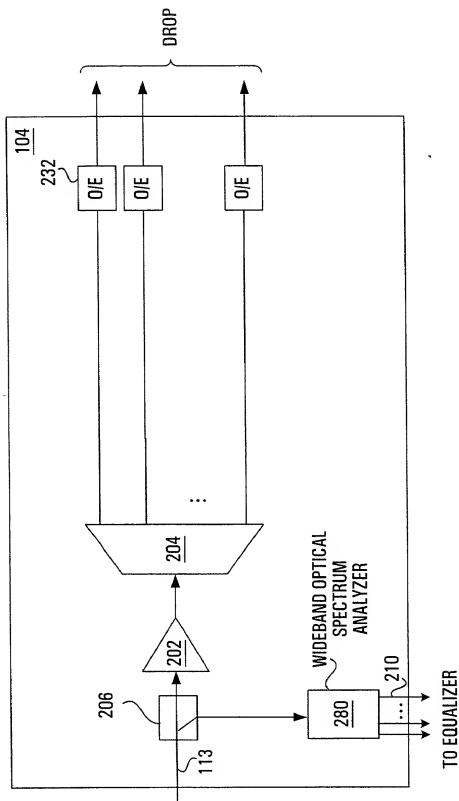 104
232
O/E
O/E
O/E
DROP
...
204
202
206
113
WIDEBAND OPTICAL
SPECTRUM
ANALYZER
280
210
...
TO EQUALIZER